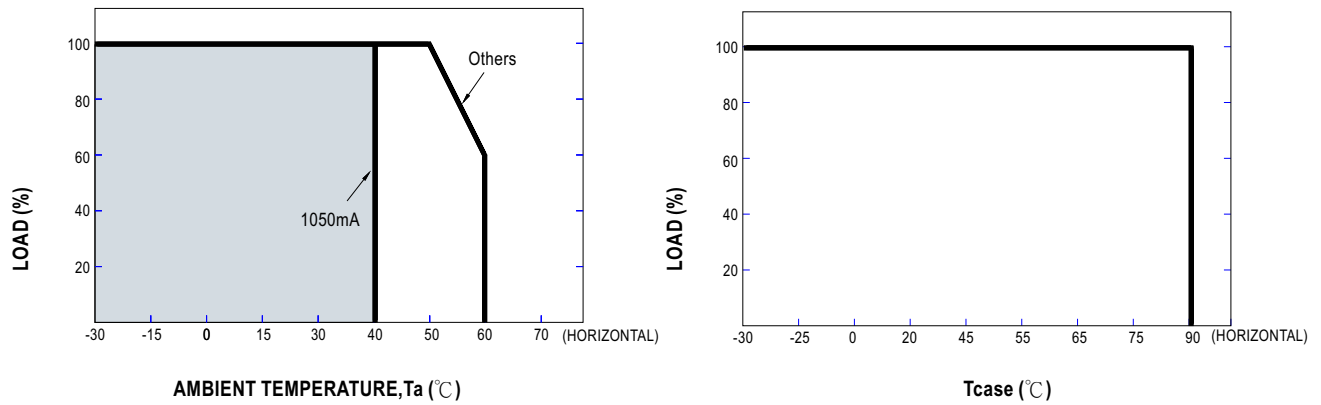 100
80
60
40
20
LOAD (%)
Others
1050mA
-30 -15 0 15 30 40 50 60 70 (HORIZONTAL)
AMBIENT TEMPERATURE,Ta (℃)
100
80
60
40
20
LOAD (%)
-30 -25 0 20 45 55 65 75 90 (HORIZONTAL)
Tcase (℃)